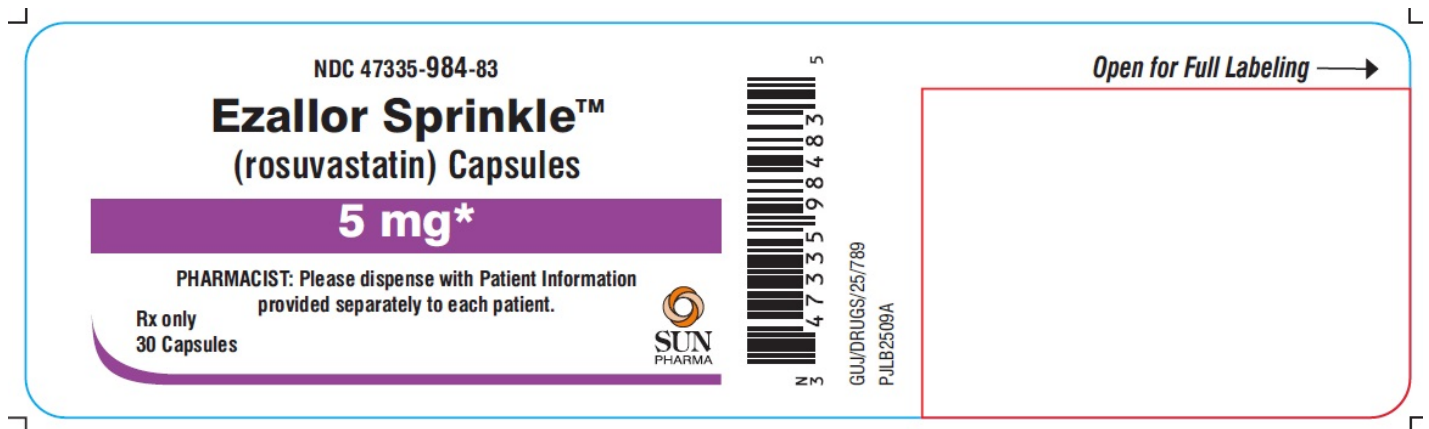 NDC 47335-984-83
Ezallor Sprinkle™
(rosuvastatin) Capsules
5 mg*
PHARMACIST: Please dispense with Patient Information
provided separately to each patient.
Rx only
30 Capsules
SUN
PHARMA
N3 47335 98483 5
GUJ/DRUGS/25/789
PJLB2509A
Open for Full Labeling